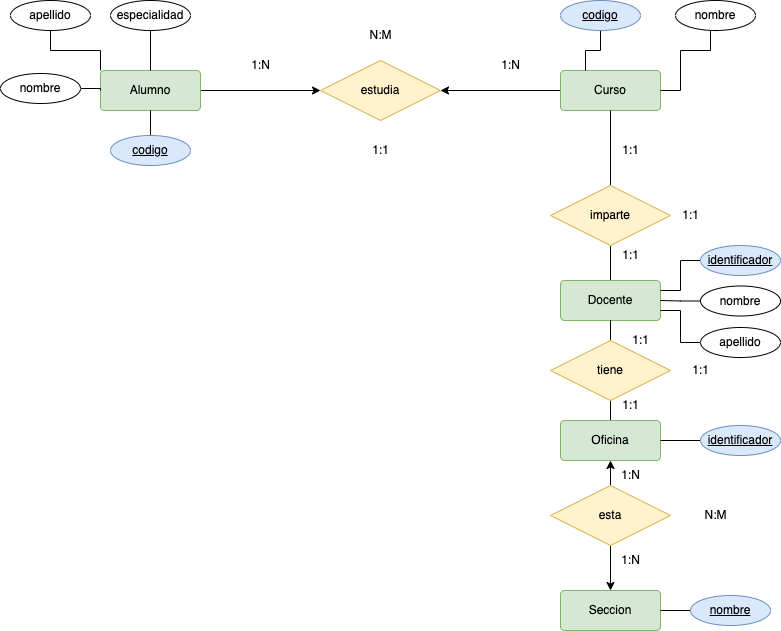 apellido
especialidad
codigo
nombre
N:M
1:N
1:N
nombre
Alumno
estudia
Curso
codigo
1:1
1:1
imparte
1:1
1:1
identificador
Docente
nombre
1:1
apellido
tiene
1:1
1:1
Oficina
identificador
1:N
esta
N:M
1:N
Seccion
nombre